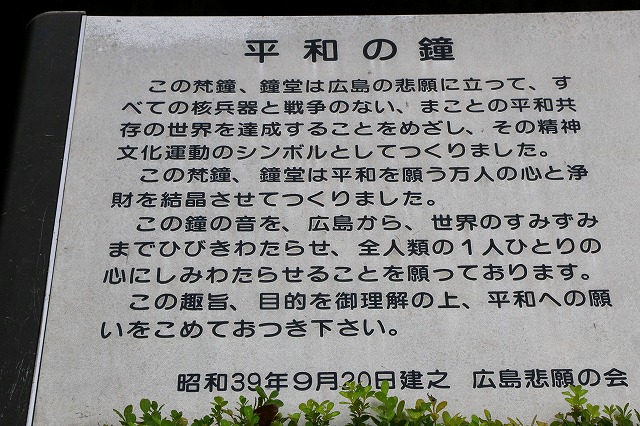 平和の鐘
この梵鐘、鐘堂は広島の悲願に立つて、す
べての核兵器と戦争のない、まことの平和共
存の世界を達成することをめざし、その精神
文化運動のシンボルとしてつくりました。
この梵鐘、鐘堂は平和を願う万人の心と浄
財を結晶させてつくりました。
この鐘の音を、広島から、世界のすみずみ
までひびきわたらせ、全人類の1人ひとりの
心にしみわたらせることを願っております。
この趣旨、目的を御理解の上、平和への願
いをこめておつき下さい。
昭和39年9月20日建之 広島悲願の会